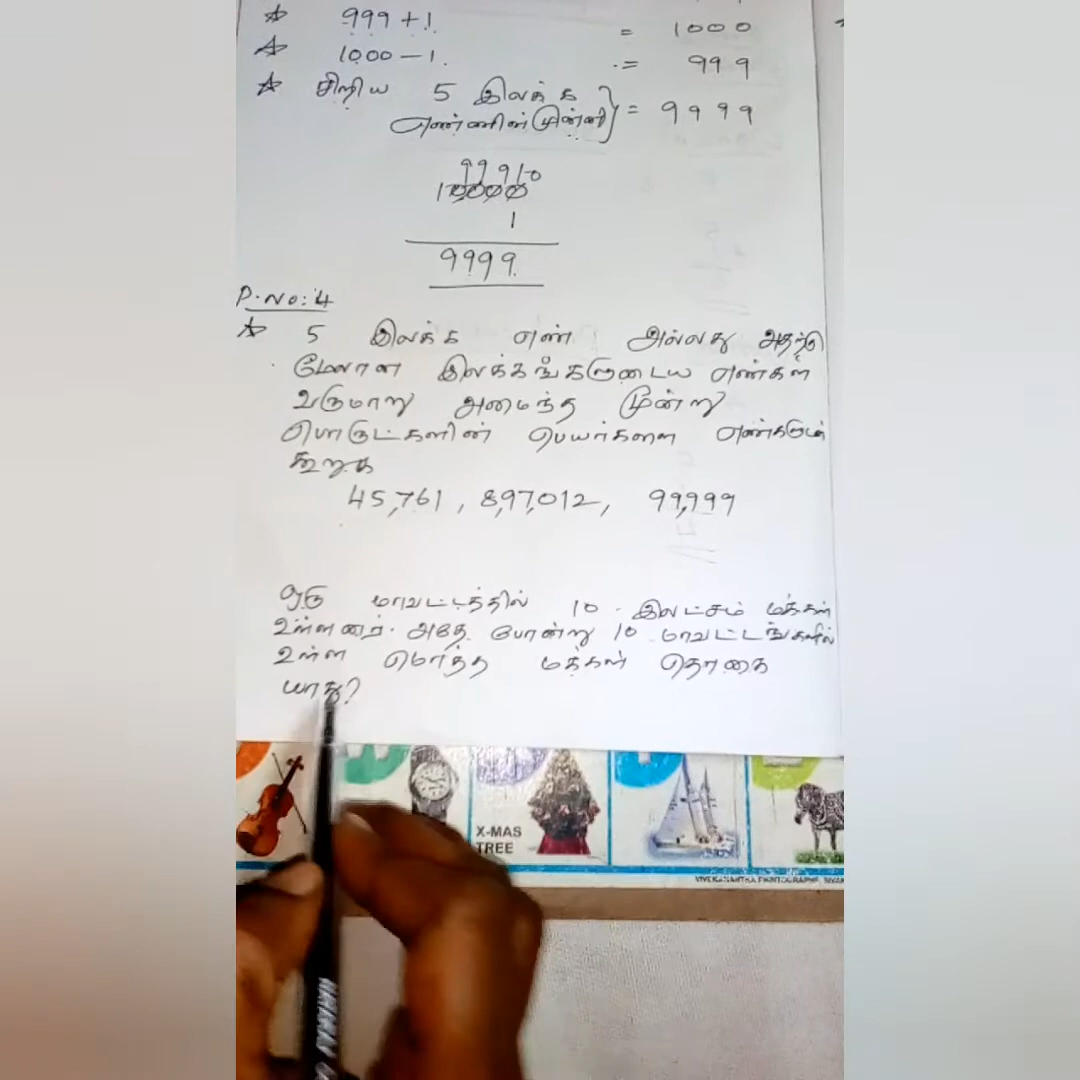 ☆ 999 + 1 = 1000
☆ 1000 - 1 = 999
☆ சிறிய 5 இலக்க
எண்ணின் முன்னி } = 9999
99910
10000
1
9999
P.No: 4
☆ 5 இலக்க எண் அல்லது அதற்கு
மேலான இலக்கங்களுடைய எண்கள்
வருமாறு அமைந்த மூன்று
பொருட்களின் பெயர்களை எண்களுடன்
கூறுக
45,761, 8,97,012, 99,999
ஒரு மாவட்டத்தில் 10 இலட்சம் மக்கள்
உள்ளனர். அதே போன்று 10 மாவட்டங்களில்
உள்ள மொத்த மக்கள் தொகை
யாது?
X-MAS
TREE